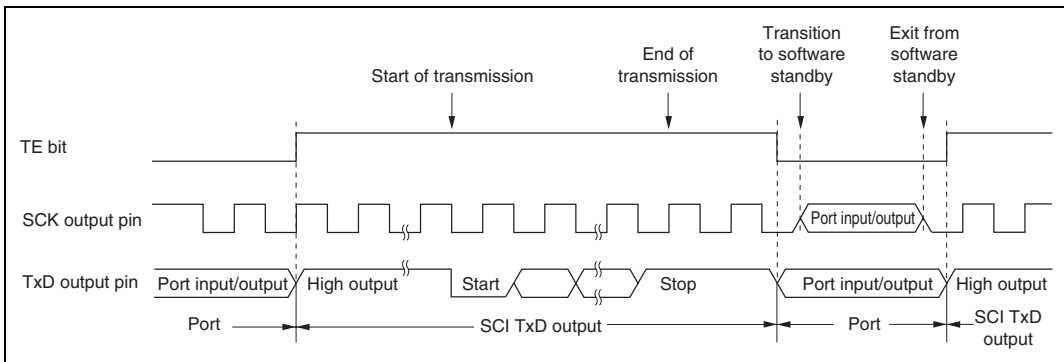 Transition
to software
standby
Exit from
software
standby
Start of transmission
End of
transmission
TE bit
SCK output pin
Port input/output
TxD output pin
Port input/output
High output
Start
Stop
Port input/output
High output
Port
SCI TxD output
Port
SCI TxD
output